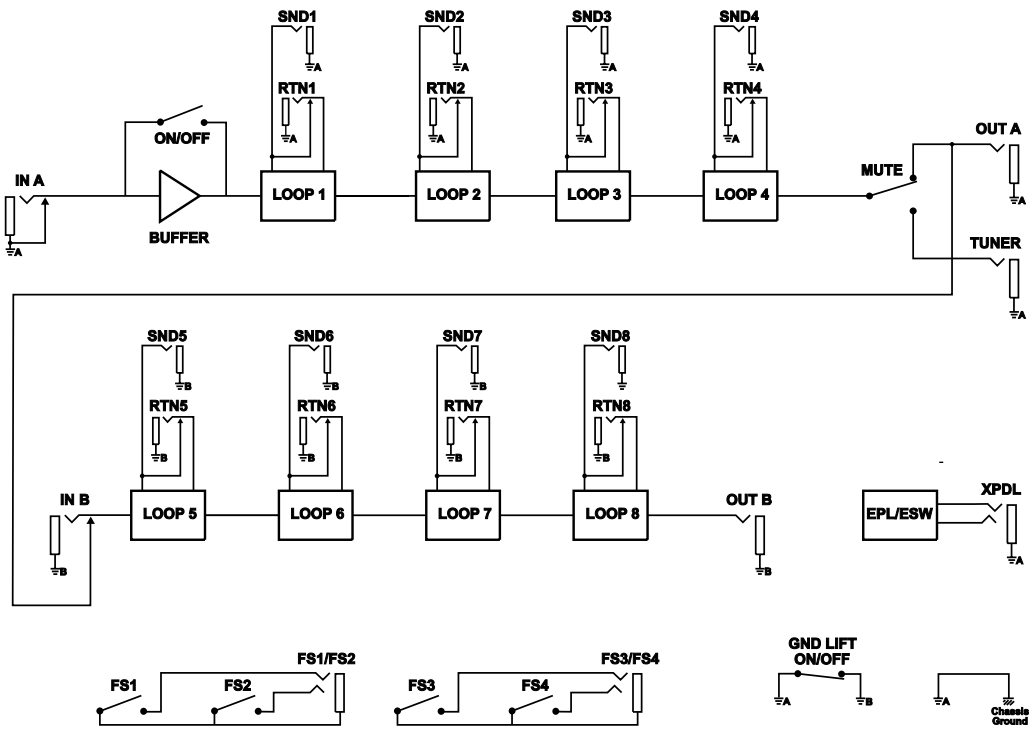 SND1 SND2 SND3 SND4
A A A A
RTN1 RTN2 RTN3 RTN4
A A A A
ON/OFF
OUT A
MUTE
IN A
LOOP 1 LOOP 2 LOOP 3 LOOP 4
A
BUFFER
TUNER
A
A
SND5 SND6 SND7 SND8
B B B
RTN5 RTN6 RTN7 RTN8
B B B B
IN B
LOOP 5 LOOP 6 LOOP 7 LOOP 8
OUT B
EPL/ESW
XPDL
B
B
A
FS1/FS2
FS1 FS2
FS3/FS4
FS3 FS4
GND LIFT
ON/OFF
A B
A
Chassis
Ground